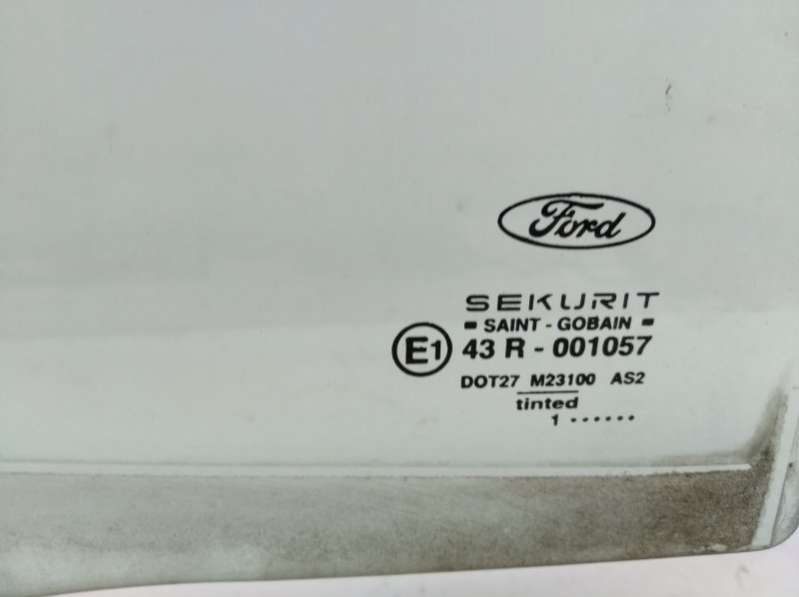 Ford
SEKURIT
SAINT - GOBAIN
E1 43 R - 001057
DOT27 M23100 AS2
tinted
1 ......